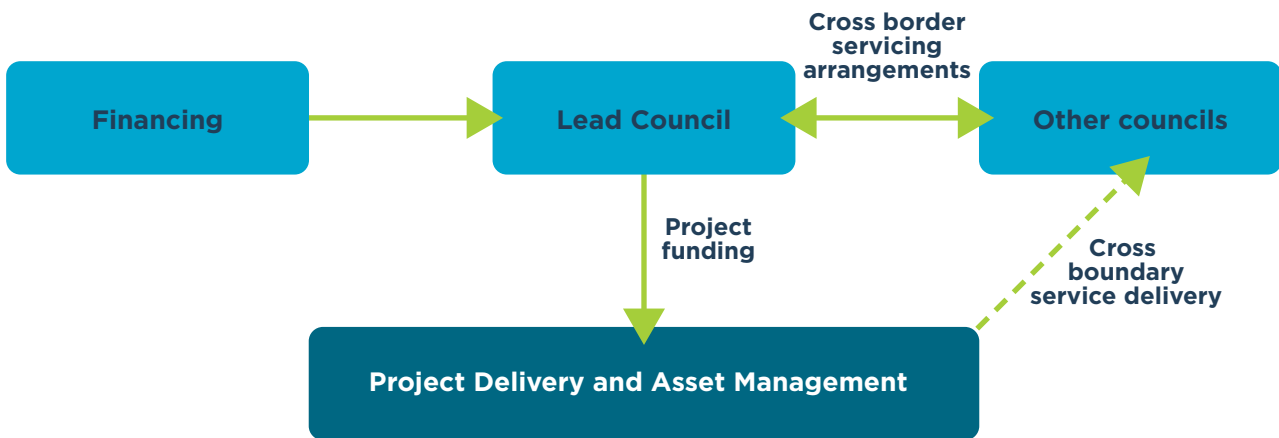 Cross border
servicing
arrangements
Financing
Lead Council
Other councils
Project
funding
Cross
boundary
service delivery
Project Delivery and Asset Management